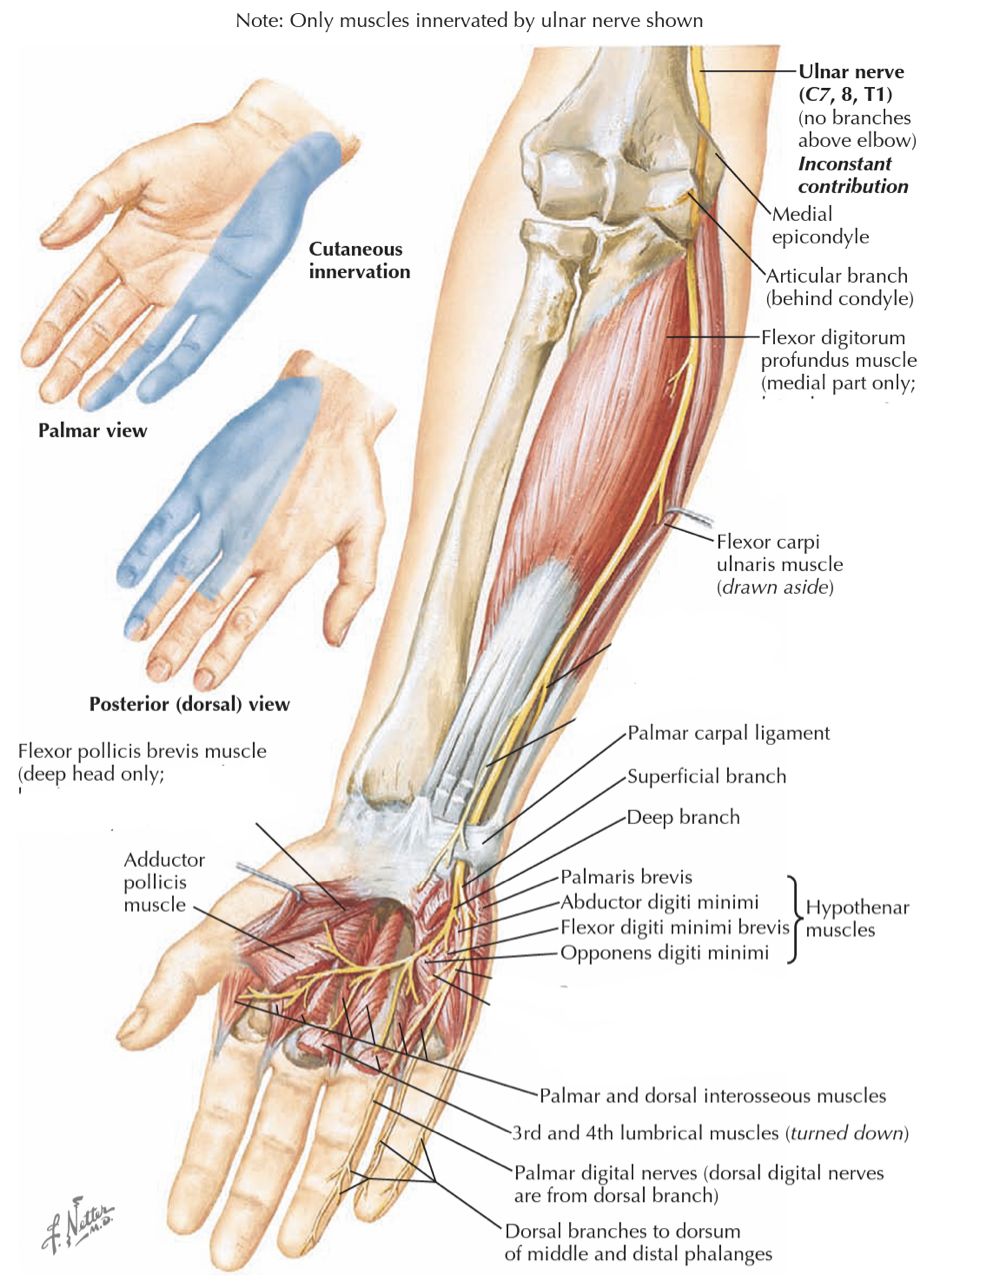 Note: Only muscles innervated by ulnar nerve shown
Ulnar nerve
(C7, 8, T1)
(no branches
above elbow)
Inconstant
contribution
Medial
epicondyle
Articular branch
(behind condyle)
Flexor digitorum
profundus muscle
(medial part only;
Cutaneous
innervation
Palmar view
Flexor carpi
ulnaris muscle
(drawn aside)
Posterior (dorsal) view
Flexor pollicis brevis muscle
(deep head only;
Palmar carpal ligament
Superficial branch
Deep branch
Adductor
pollicis
muscle
Palmaris brevis
Abductor digiti minimi
Flexor digiti minimi brevis
Opponens digiti minimi
Hypothenar
muscles
Palmar and dorsal interosseous muscles
3rd and 4th lumbrical muscles (turned down)
Palmar digital nerves (dorsal digital nerves
are from dorsal branch)
Dorsal branches to dorsum
of middle and distal phalanges
F. Netter
M.D.